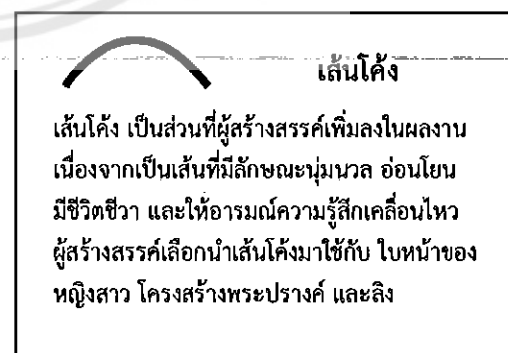 เส้นโค้ง
เส้นโค้ง เป็นส่วนที่ผู้สร้างสรรค์เพิ่มลงในผลงาน
เนื่องจากเป็นเส้นที่มีลักษณะนุ่มนวล อ่อนโยน
มีชีวิตชีวา และให้อารมณ์ความรู้สึกเคลื่อนไหว
ผู้สร้างสรรค์เลือกนำเส้นโค้งมาใช้กับ ใบหน้าของ
หญิงสาว โครงสร้างพระปรางค์ และลิง